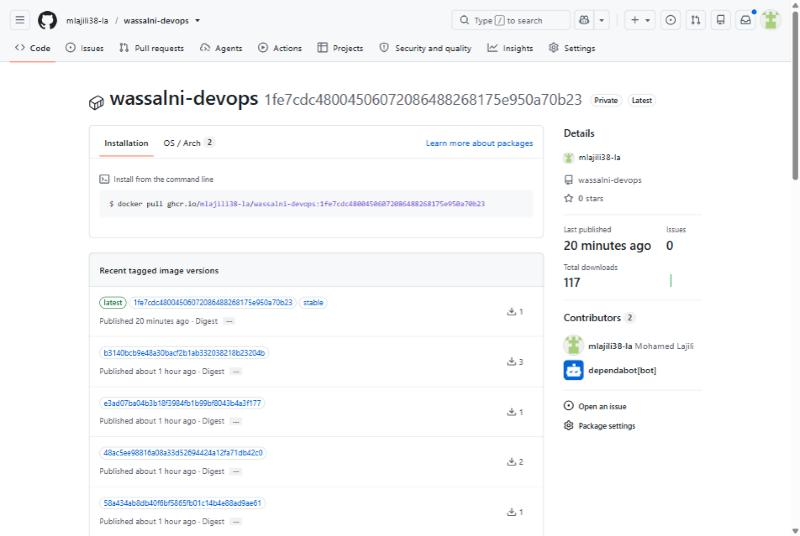 mlajili38-la / wassalni-devops
Type / to search
Code
Issues
Pull requests
Agents
Actions
Projects
Security and quality
Insights
Settings
wassalni-devops 1fe7cdc48004506072086488268175e950a70b23 Private Latest
Installation
OS / Arch 2
Learn more about packages
Install from the command line
$ docker pull ghcr.io/mlajili38-la/wassalni-devops:1fe7cdc48004506072086488268175e950a70b23
Recent tagged image versions
latest 1fe7cdc48004506072086488268175e950a70b23 stable
Published 20 minutes ago · Digest ...
1
b3140bcb9e48a30bacf2b1ab332038218b23204b
Published about 1 hour ago · Digest ...
3
e3ad07ba04b3b18f3984fb1b99bf8043b4a3f177
Published about 1 hour ago · Digest ...
1
48ac5ee98816a08a33d52694424a12fa71db42c0
Published about 1 hour ago · Digest ...
2
58a434ab8db40f6bf5865fb01c14b4e88ad9ae61
Published about 1 hour ago · Digest ...
1
Details
mlajili38-la
wassalni-devops
0 stars
Last published
20 minutes ago
Issues
0
Total downloads
117
Contributors 2
mlajili38-la Mohamed Lajili
dependabot[bot]
Open an issue
Package settings